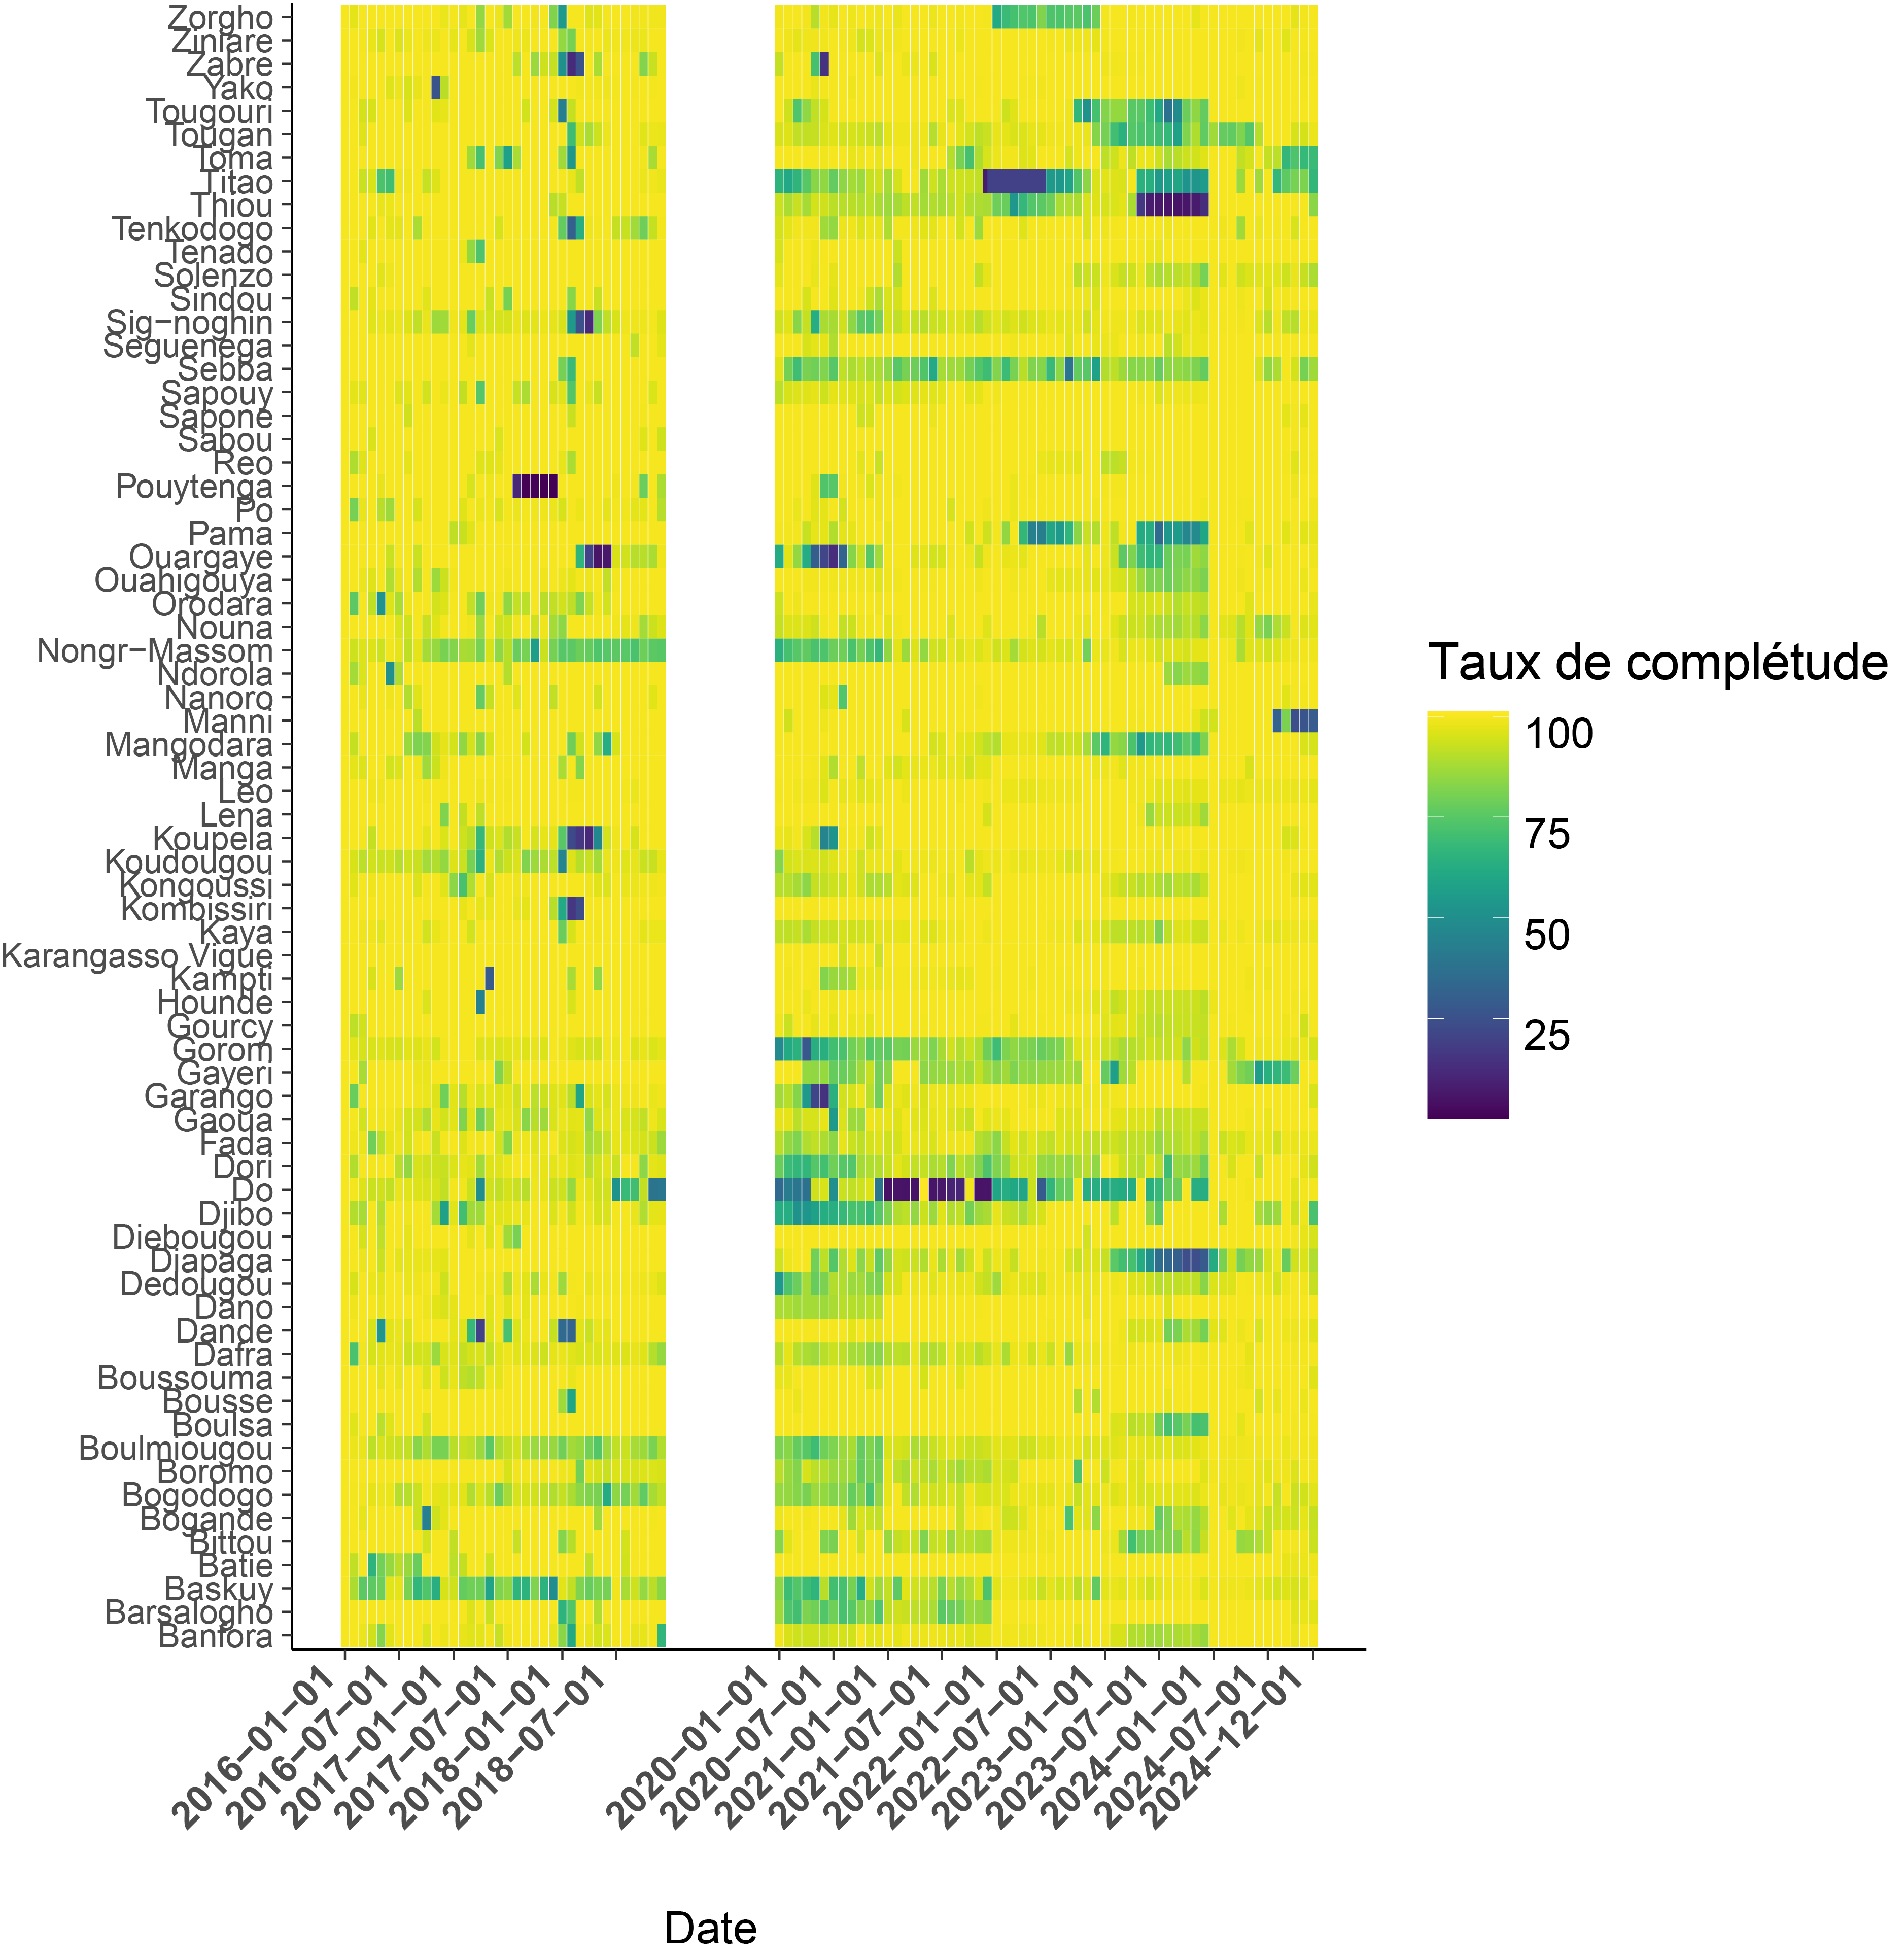 Zorgho
Ziniare
Zabre
Yako
Tougouri
Tougan
Toma
Titao
Thiou
Tenkodogo
Tenado
Solenzo
Sindou
Sig−noghin
Seguenega
Sebba
Sapouy
Sapone
Sabou
Reo
Pouytenga
Po
Pama
Ouargaye
Ouahigouya
Orodara
Nouna
Nongr−Massom
Ndorola
Nanoro
Manni
Mangodara
Manga
Leo
Lena
Koupela
Koudougou
Kongoussi
Kombissiri
Kaya
Karangasso Vigue
Kampti
Hounde
Gourcy
Gorom
Gayeri
Garango
Gaoua
Fada
Dori
Do
Djibo
Diebougou
Diapaga
Dedougou
Dano
Dande
Dafra
Boussouma
Bousse
Boulsa
Boulmiougou
Boromo
Bogodogo
Bogande
Bittou
Batie
Baskuy
Barsalogho
Banfora
2016−01−01
2016−07−01
2017−01−01
2017−07−01
2018−01−01
2018−07−01
2020−01−01
2020−07−01
2021−01−01
2021−07−01
2022−01−01
2022−07−01
2023−01−01
2023−07−01
2024−01−01
2024−07−01
2024−12−01
Date
Taux de complétude
100
75
50
25